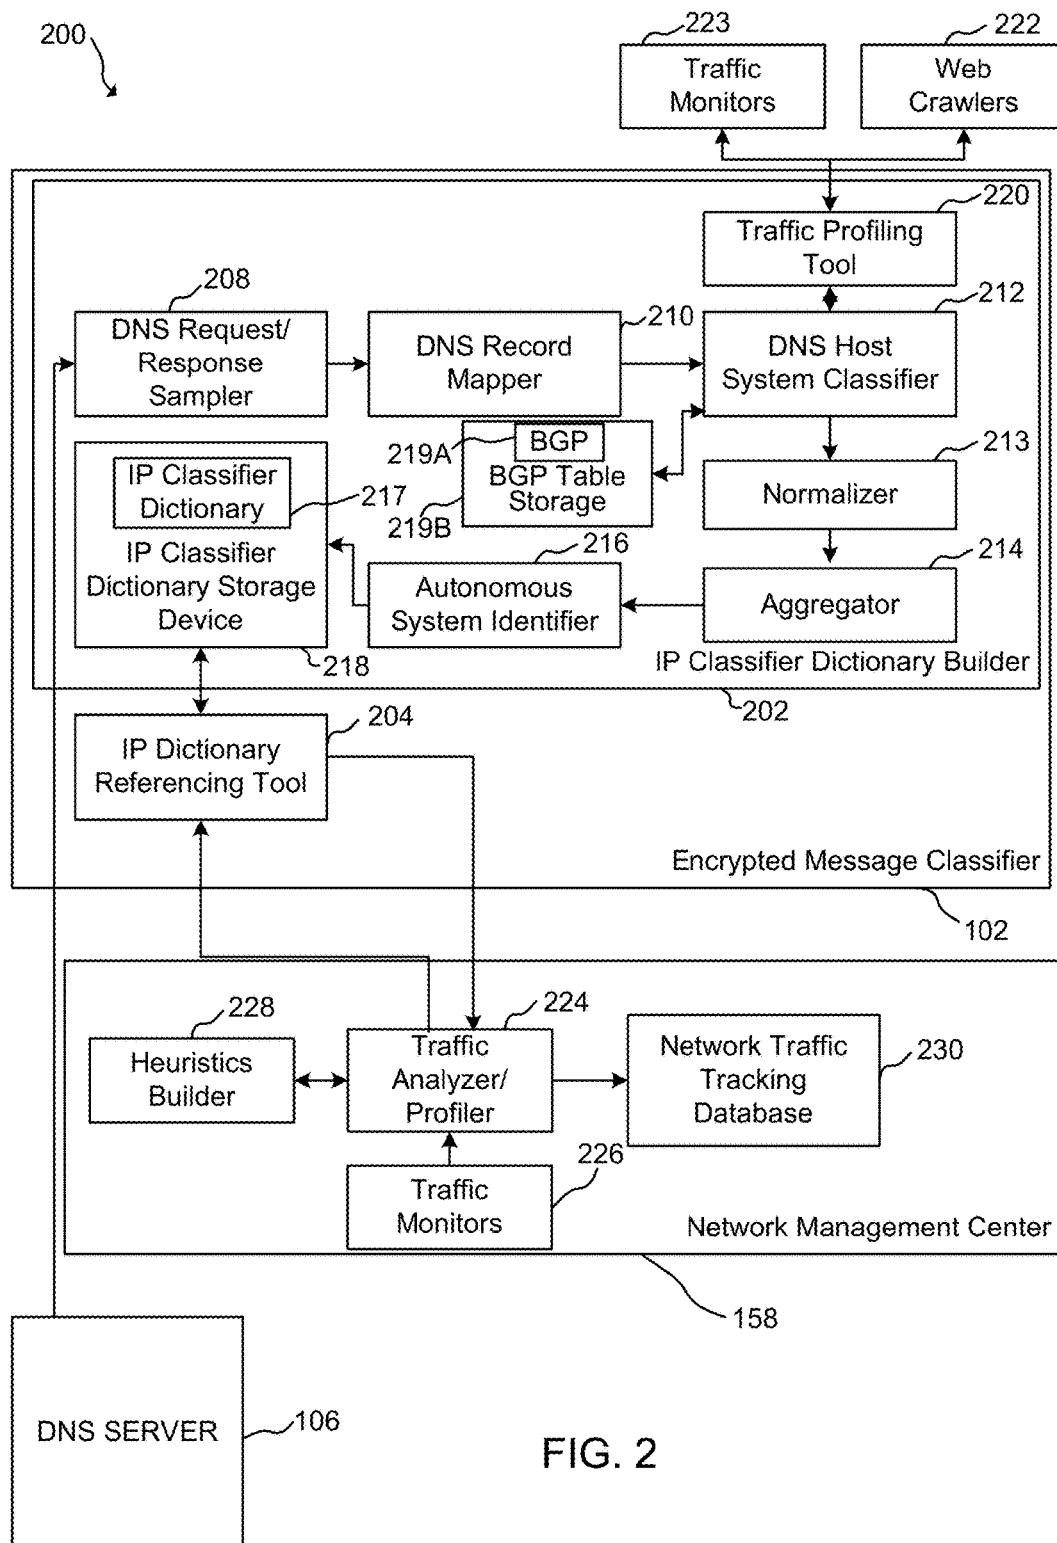 200
223
222
Traffic
Monitors
Web
Crawlers
220
Traffic Profiling
Tool
208
210
212
DNS Request/
Response
Sampler
DNS Record
Mapper
DNS Host
System Classifier
219A
BGP
BGP Table
Storage
219B
213
Normalizer
IP Classifier
Dictionary
217
IP Classifier
Dictionary Storage
Device
218
216
Autonomous
System Identifier
214
Aggregator
IP Classifier Dictionary Builder
202
204
IP Dictionary
Referencing Tool
Encrypted Message Classifier
102
228
Heuristics
Builder
224
Traffic
Analyzer/
Profiler
Network Traffic
Tracking
Database
230
226
Traffic
Monitors
Network Management Center
158
DNS SERVER
106
FIG. 2